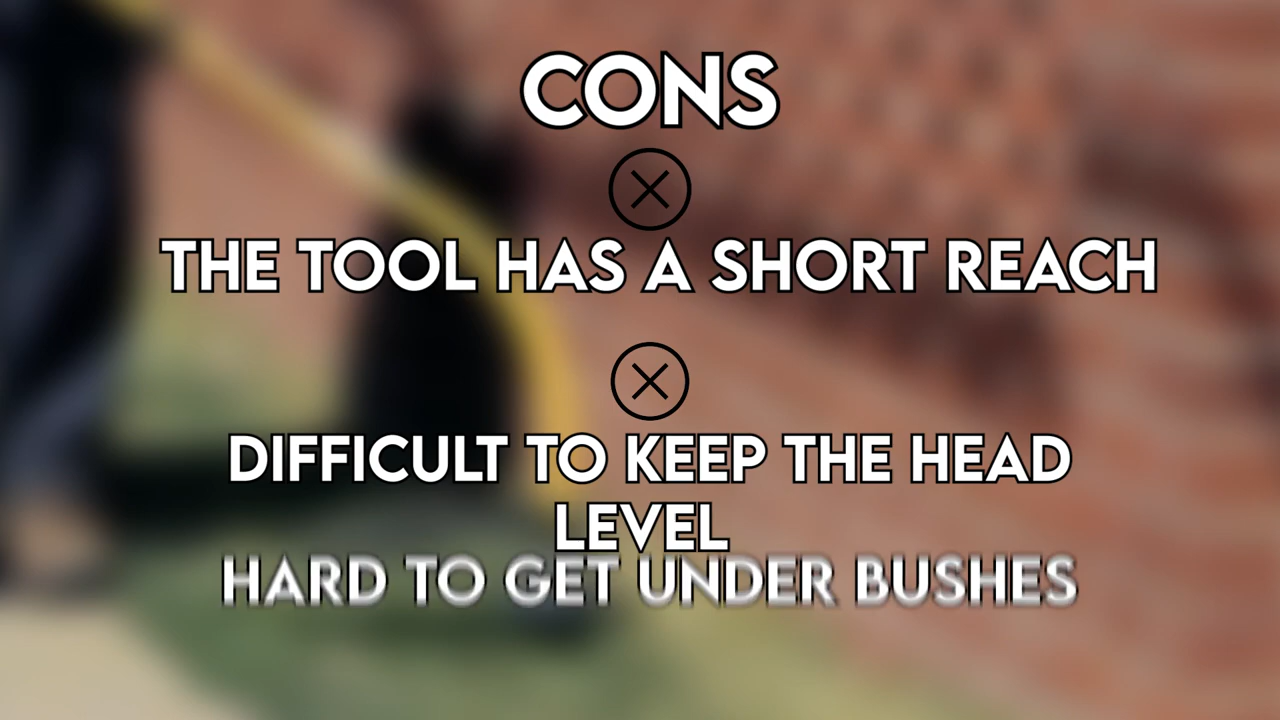 CONS
THE TOOL HAS A SHORT REACH
DIFFICULT TO KEEP THE HEAD
LEVEL
HARD TO GET UNDER BUSHES